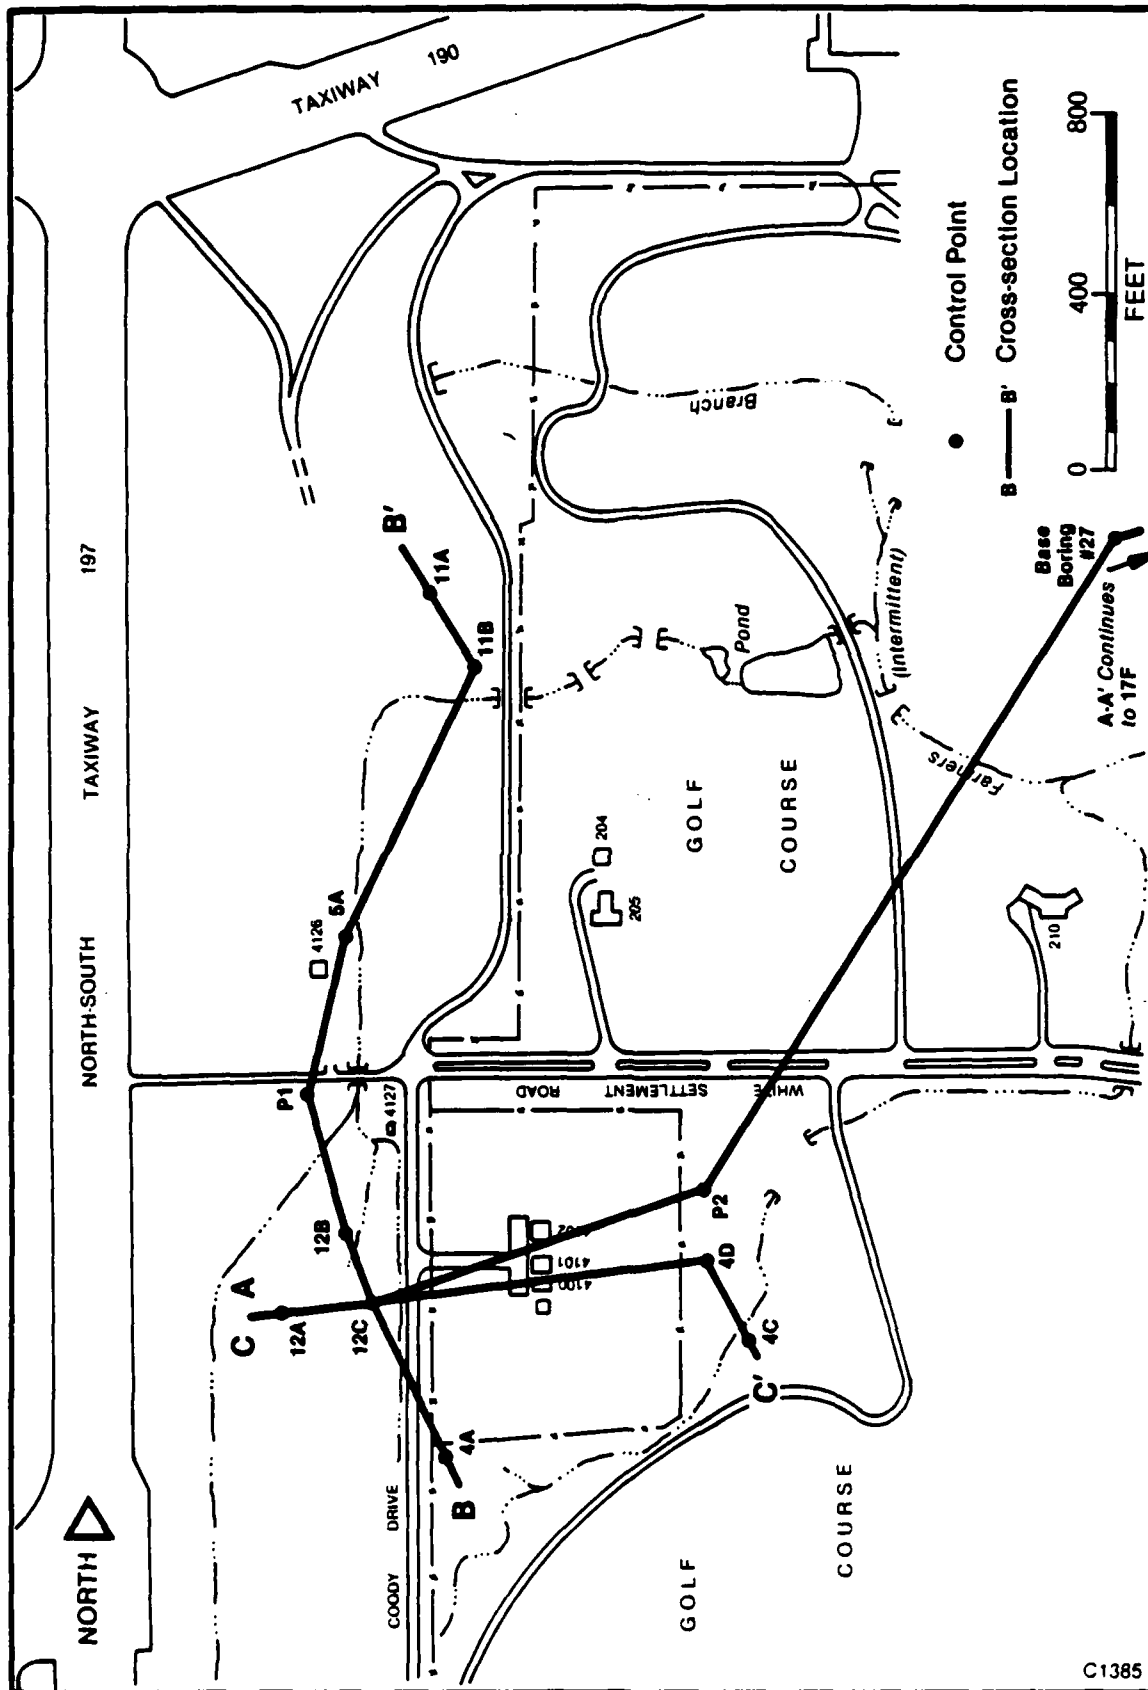 NORTH
NORTH-SOUTH TAXIWAY 197
TAXIWAY 190
C
A
12A
12C
12B
P1
4126
5A
11B
11A
B'
4127
COODY DRIVE
B
4A
4100
4101
WHITE SETTLEMENT ROAD
P2
4D
4C
C'
204
205
210
GOLF COURSE
GOLF COURSE
Pond
Farmers
Branch
(Intermittent)
Base
Boring
#27
A-A' Continues
to 17F
Control Point
B B' Cross-section Location
0 400 800
FEET
C1385